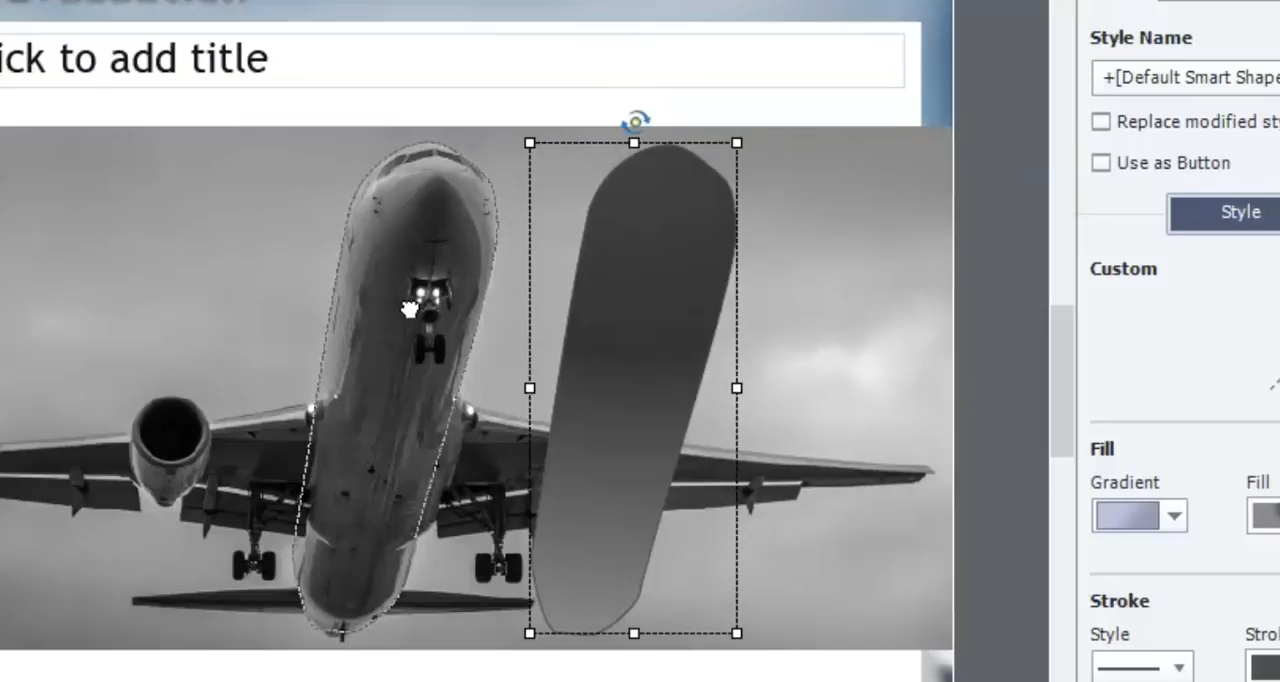 ick to add title
Style Name
+[Default Smart Shape
Replace modified sty
Use as Button
Style
Custom
Fill
Gradient
Fill
Stroke
Style
Strol